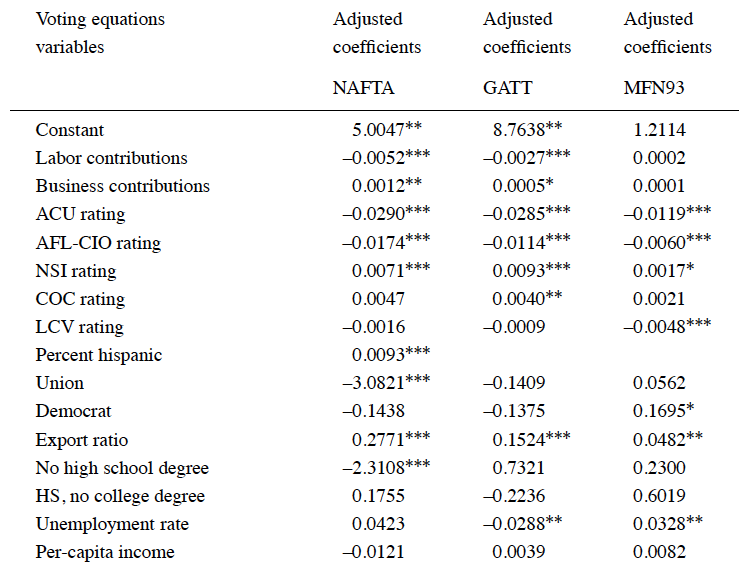 Voting equations Adjusted Adjusted Adjusted
variables coefficients coefficients coefficients
NAFTA GATT MFN93
Constant 5.0047** 8.7638** 1.2114
Labor contributions –0.0052*** –0.0027*** 0.0002
Business contributions 0.0012** 0.0005* 0.0001
ACU rating –0.0290*** –0.0285*** –0.0119***
AFL-CIO rating –0.0174*** –0.0114*** –0.0060***
NSI rating 0.0071*** 0.0093*** 0.0017*
COC rating 0.0047 0.0040** 0.0021
LCV rating –0.0016 –0.0009 –0.0048***
Percent hispanic 0.0093***
Union –3.0821*** –0.1409 0.0562
Democrat –0.1438 –0.1375 0.1695*
Export ratio 0.2771*** 0.1524*** 0.0482**
No high school degree –2.3108*** 0.7321 0.2300
HS, no college degree 0.1755 –0.2236 0.6019
Unemployment rate 0.0423 –0.0288** 0.0328**
Per-capita income –0.0121 0.0039 0.0082